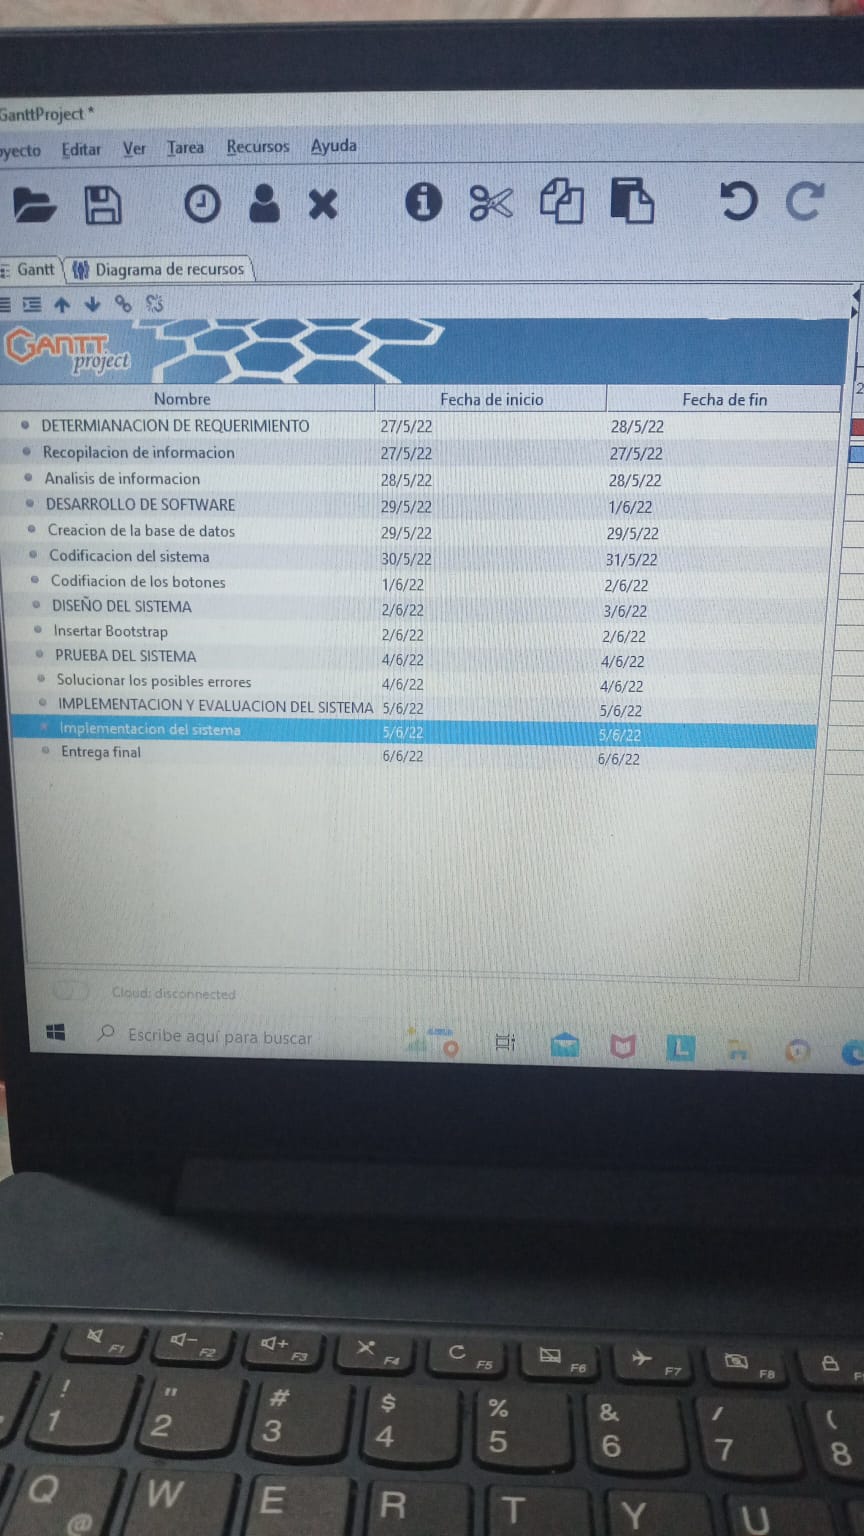 GanttProject *
oyecto Editar Ver Tarea Recursos Ayuda
Gantt Diagrama de recursos
GANTT
project
Nombre Fecha de inicio Fecha de fin
DETERMIANACION DE REQUERIMIENTO 27/5/22 28/5/22
Recopilacion de informacion 27/5/22 27/5/22
Analisis de informacion 28/5/22 28/5/22
DESARROLLO DE SOFTWARE 29/5/22 1/6/22
Creacion de la base de datos 29/5/22 29/5/22
Codificacion del sistema 30/5/22 31/5/22
Codifiacion de los botones 1/6/22 2/6/22
DISEÑO DEL SISTEMA 2/6/22 3/6/22
Insertar Bootstrap 2/6/22 2/6/22
PRUEBA DEL SISTEMA 4/6/22 4/6/22
Solucionar los posibles errores 4/6/22 4/6/22
IMPLEMENTACION Y EVALUACION DEL SISTEMA 5/6/22 5/6/22
Implementacion del sistema 5/6/22 5/6/22
Entrega final 6/6/22 6/6/22
Cloud: disconnected
Escribe aquí para buscar
L
F1 F2 F3 F4 C F5 F6 F7 F8
! " # $ % & / (
1 2 3 4 5 6 7 8
Q W E R T Y U
@